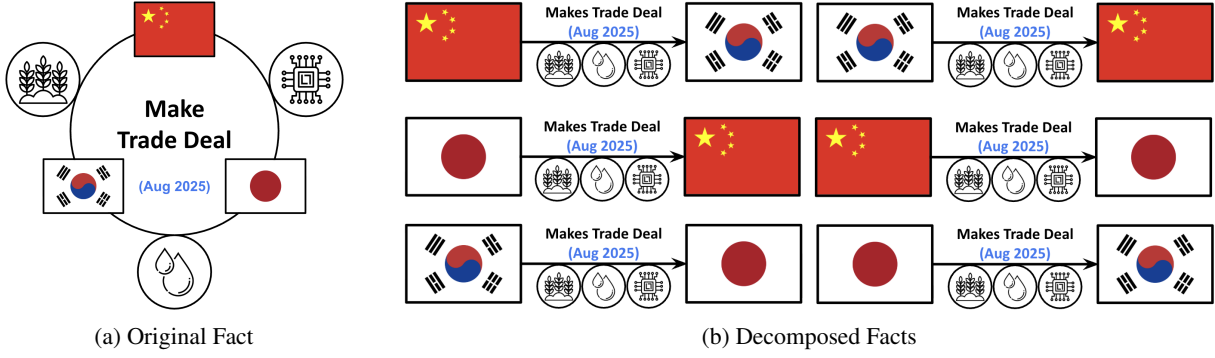 Make
Trade Deal
(Aug 2025)
(a) Original Fact
Makes Trade Deal
(Aug 2025)
Makes Trade Deal
(Aug 2025)
Makes Trade Deal
(Aug 2025)
Makes Trade Deal
(Aug 2025)
Makes Trade Deal
(Aug 2025)
Makes Trade Deal
(Aug 2025)
(b) Decomposed Facts